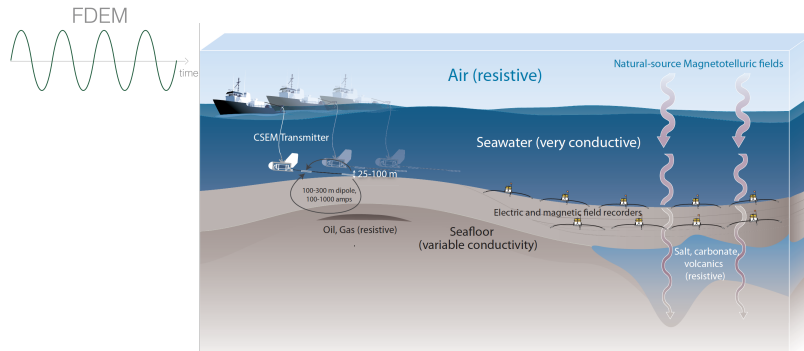 FDEM
time
Air (resistive)
Natural-source Magnetotelluric fields
CSEM Transmitter
Seawater (very conductive)
25-100 m
100-300 m dipole,
100-1000 amps
Electric and magnetic field recorders
Oil, Gas (resistive)
Seafloor
(variable conductivity)
Salt, carbonate,
volcanics
(resistive)